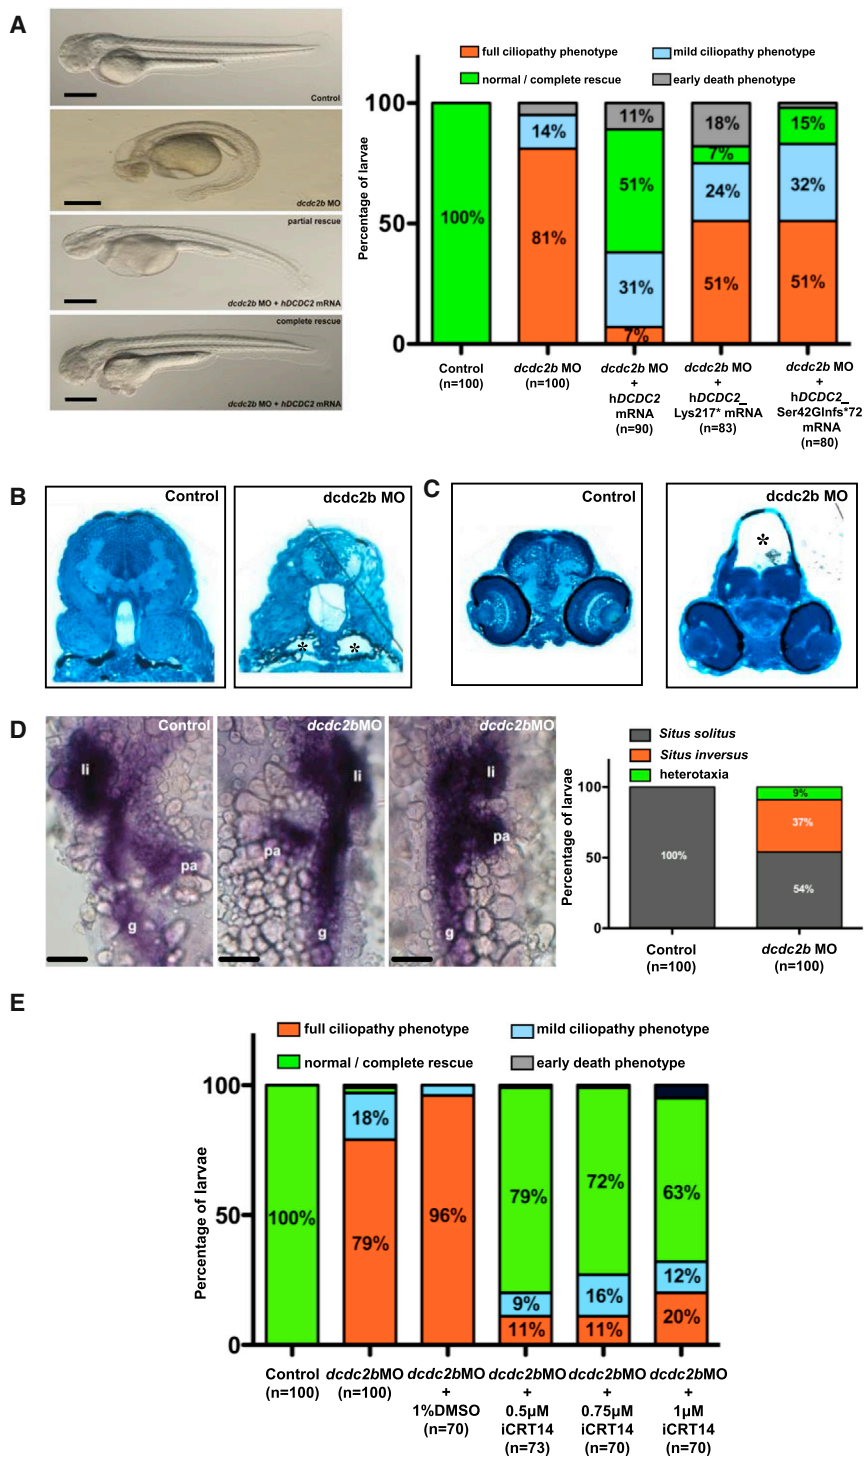 A
Control
dcdc2b MO
partial rescue
dcdc2b MO + hDCDC2 mRNA
complete rescue
dcdc2b MO + hDCDC2 mRNA
full ciliopathy phenotype
mild ciliopathy phenotype
normal / complete rescue
early death phenotype
Percentage of larvae
100
50
0
100%
14%
81%
11%
51%
31%
7%
18%
7%
24%
51%
15%
32%
51%
Control
(n=100)
dcdc2b MO
(n=100)
dcdc2b MO
+
hDCDC2
mRNA
(n=90)
dcdc2b MO
+
hDCDC2_
Lys217* mRNA
(n=83)
dcdc2b MO
+
hDCDC2_
Ser42Glnfs*72
mRNA
(n=80)
B
Control
dcdc2b MO
*
*
C
Control
dcdc2b MO
*
D
Control
li
pa
g
dcdc2bMO
li
pa
g
dcdc2bMO
li
pa
g
Situs solitus
Situs inversus
heterotaxia
Percentage of larvae
100
50
0
100%
9%
37%
54%
Control
(n=100)
dcdc2b MO
(n=100)
E
full ciliopathy phenotype
mild ciliopathy phenotype
normal / complete rescue
early death phenotype
Percentage of larvae
100
50
0
100%
18%
79%
96%
79%
9%
11%
72%
16%
11%
63%
12%
20%
Control
(n=100)
dcdc2bMO
(n=100)
dcdc2bMO
+
1%DMSO
(n=70)
dcdc2bMO
+
0.5µM
iCRT14
(n=73)
dcdc2bMO
+
0.75µM
iCRT14
(n=70)
dcdc2bMO
+
1µM
iCRT14
(n=70)